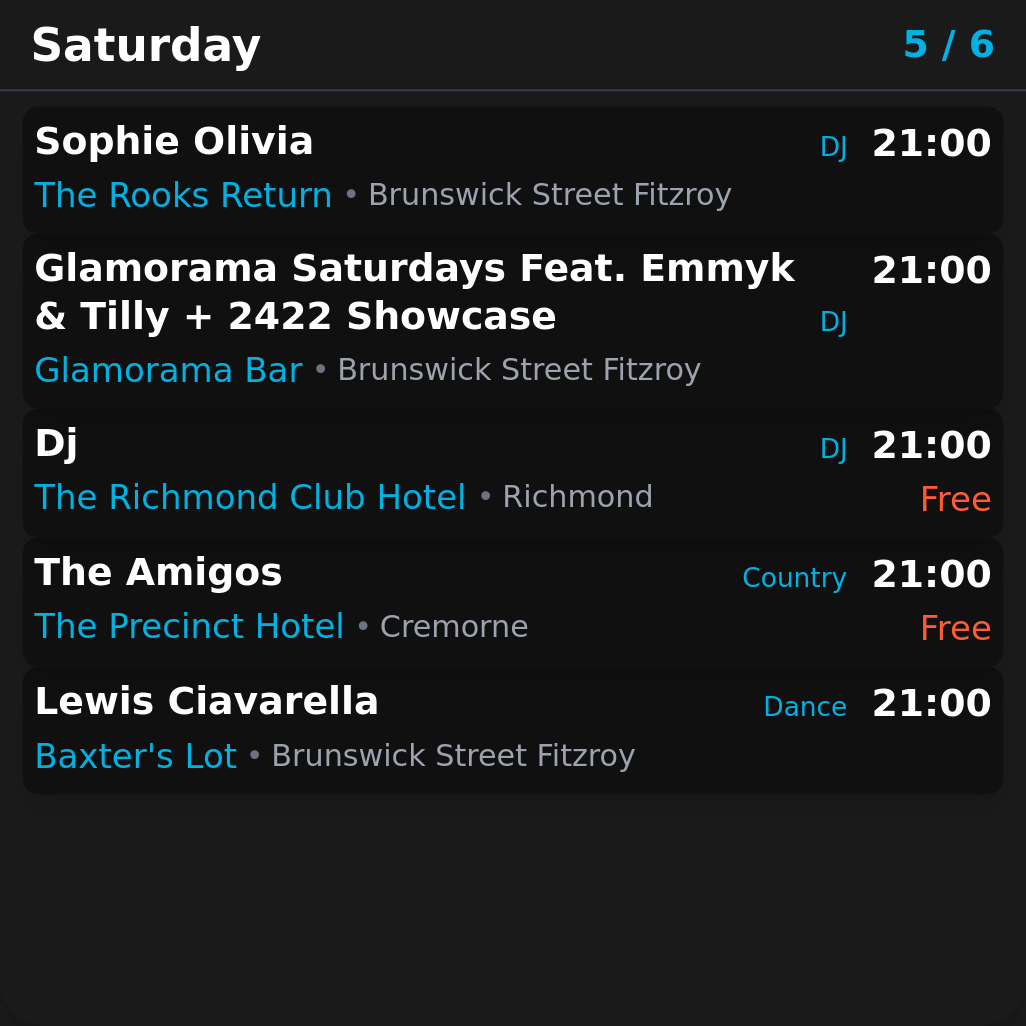 Saturday 5 / 6
Sophie Olivia DJ 21:00
The Rooks Return • Brunswick Street Fitzroy
Glamorama Saturdays Feat. Emmyk 21:00
& Tilly + 2422 Showcase DJ
Glamorama Bar • Brunswick Street Fitzroy
Dj DJ 21:00
The Richmond Club Hotel • Richmond Free
The Amigos Country 21:00
The Precinct Hotel • Cremorne Free
Lewis Ciavarella Dance 21:00
Baxter's Lot • Brunswick Street Fitzroy